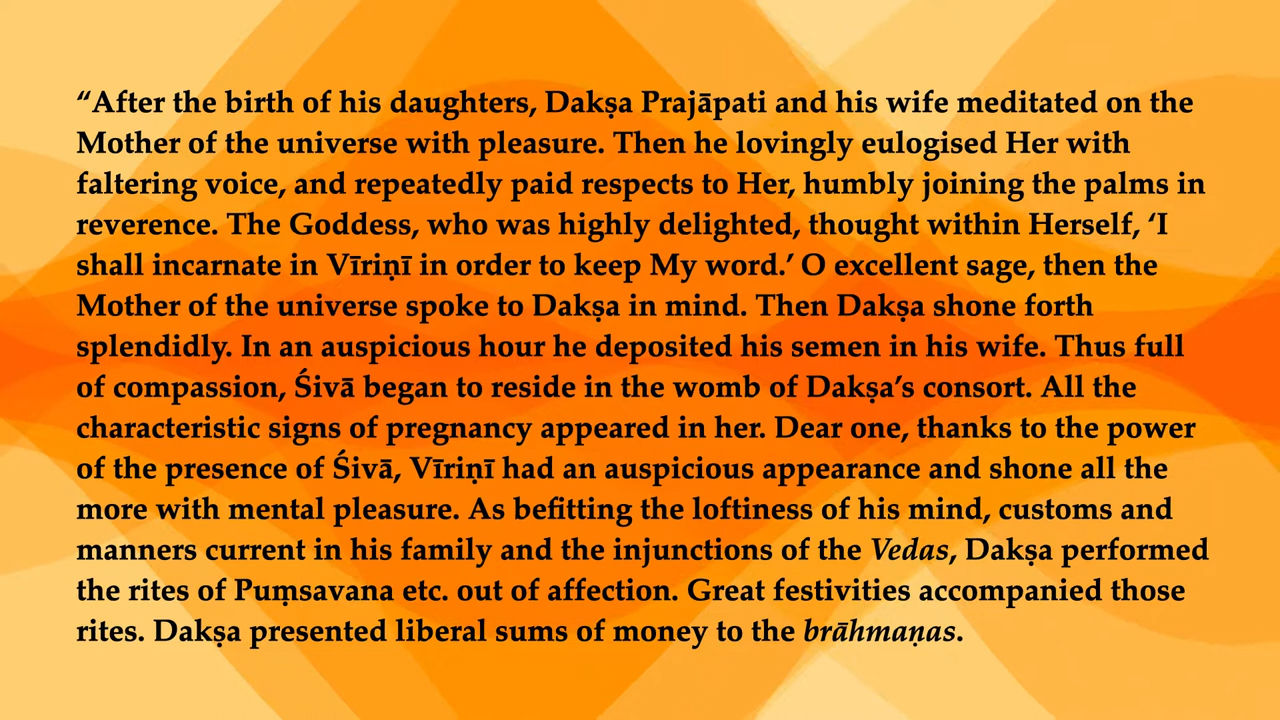 “After the birth of his daughters, Dakṣa Prajāpati and his wife meditated on the
Mother of the universe with pleasure. Then he lovingly eulogised Her with
faltering voice, and repeatedly paid respects to Her, humbly joining the palms in
reverence. The Goddess, who was highly delighted, thought within Herself, ‘I
shall incarnate in Vīriṇī in order to keep My word.’ O excellent sage, then the
Mother of the universe spoke to Dakṣa in mind. Then Dakṣa shone forth
splendidly. In an auspicious hour he deposited his semen in his wife. Thus full
of compassion, Śivā began to reside in the womb of Dakṣa’s consort. All the
characteristic signs of pregnancy appeared in her. Dear one, thanks to the power
of the presence of Śivā, Vīriṇī had an auspicious appearance and shone all the
more with mental pleasure. As befitting the loftiness of his mind, customs and
manners current in his family and the injunctions of the Vedas, Dakṣa performed
the rites of Puṃsavana etc. out of affection. Great festivities accompanied those
rites. Dakṣa presented liberal sums of money to the brāhmaṇas.